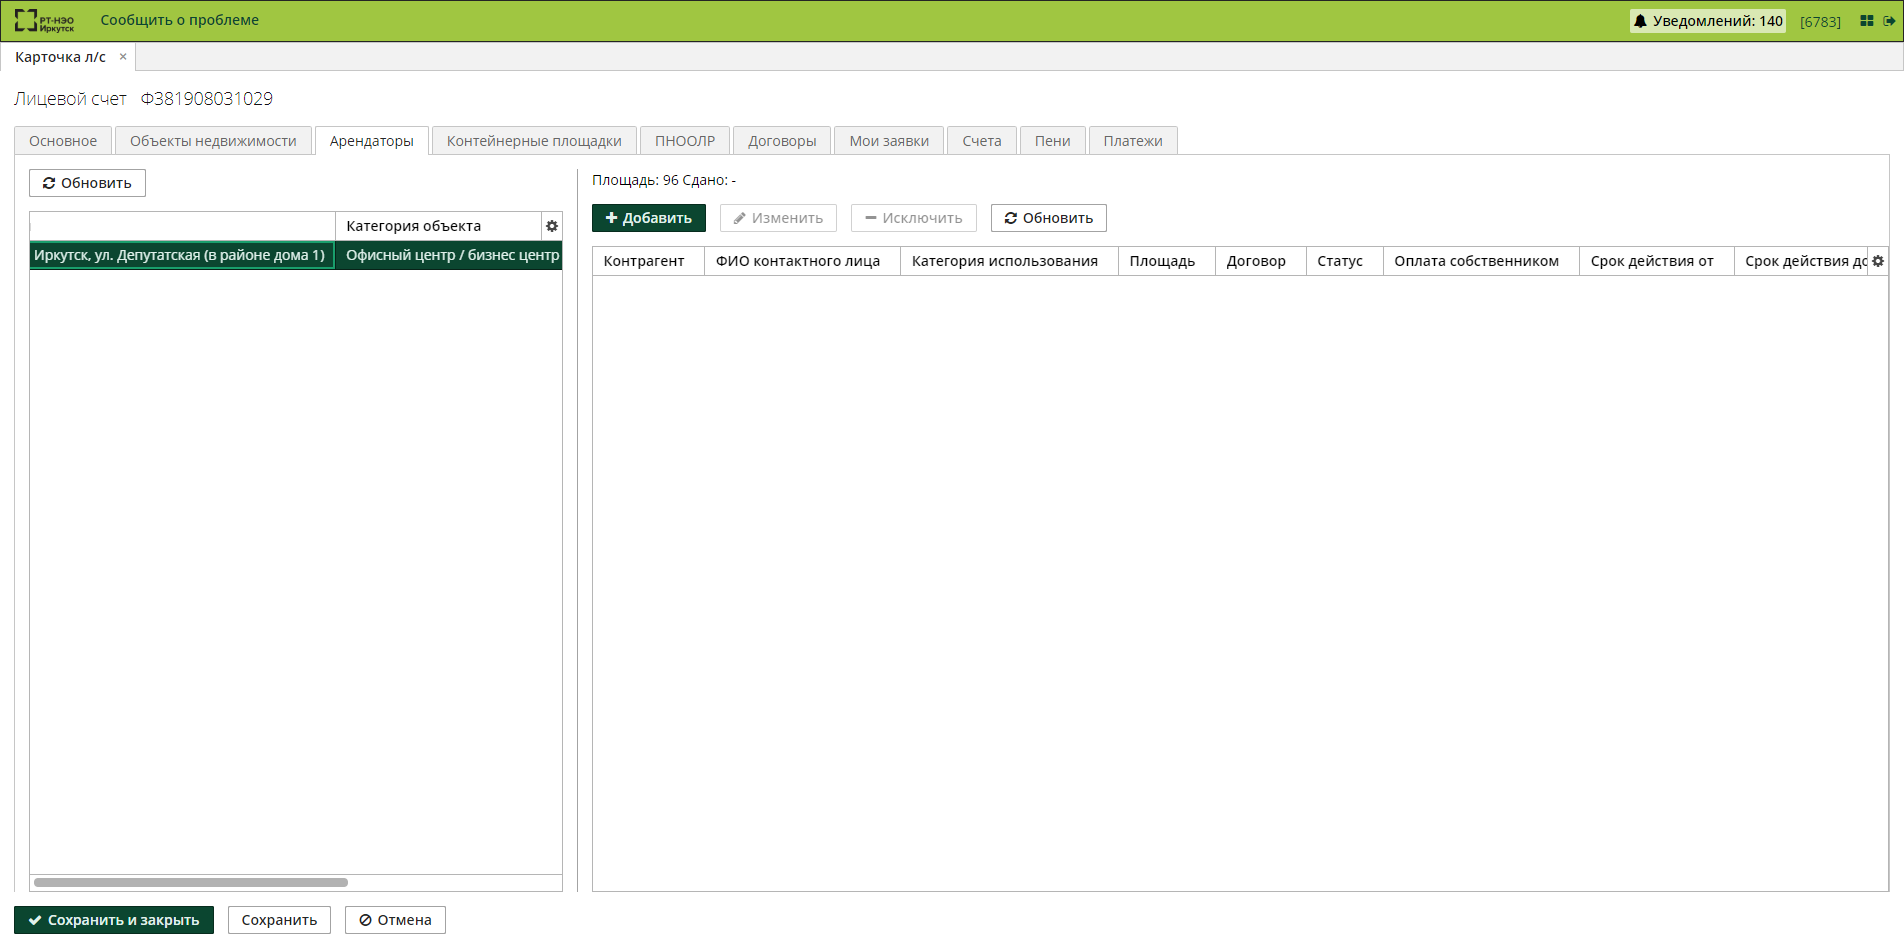 РТ-НЭО
Иркутск
Сообщить о проблеме
Уведомлений: 140
[6783]
Карточка л/с ×
Лицевой счет Ф381908031029
Основное
Объекты недвижимости
Арендаторы
Контейнерные площадки
ПНООЛР
Договоры
Мои заявки
Счета
Пени
Платежи
Обновить
Категория объекта
Иркутск, ул. Депутатская (в районе дома 1) Офисный центр / бизнес центр
Площадь: 96 Сдано: -
Добавить
Изменить
Исключить
Обновить
Контрагент ФИО контактного лица Категория использования Площадь Договор Статус Оплата собственником Срок действия от Срок действия до
Сохранить и закрыть
Сохранить
Отмена